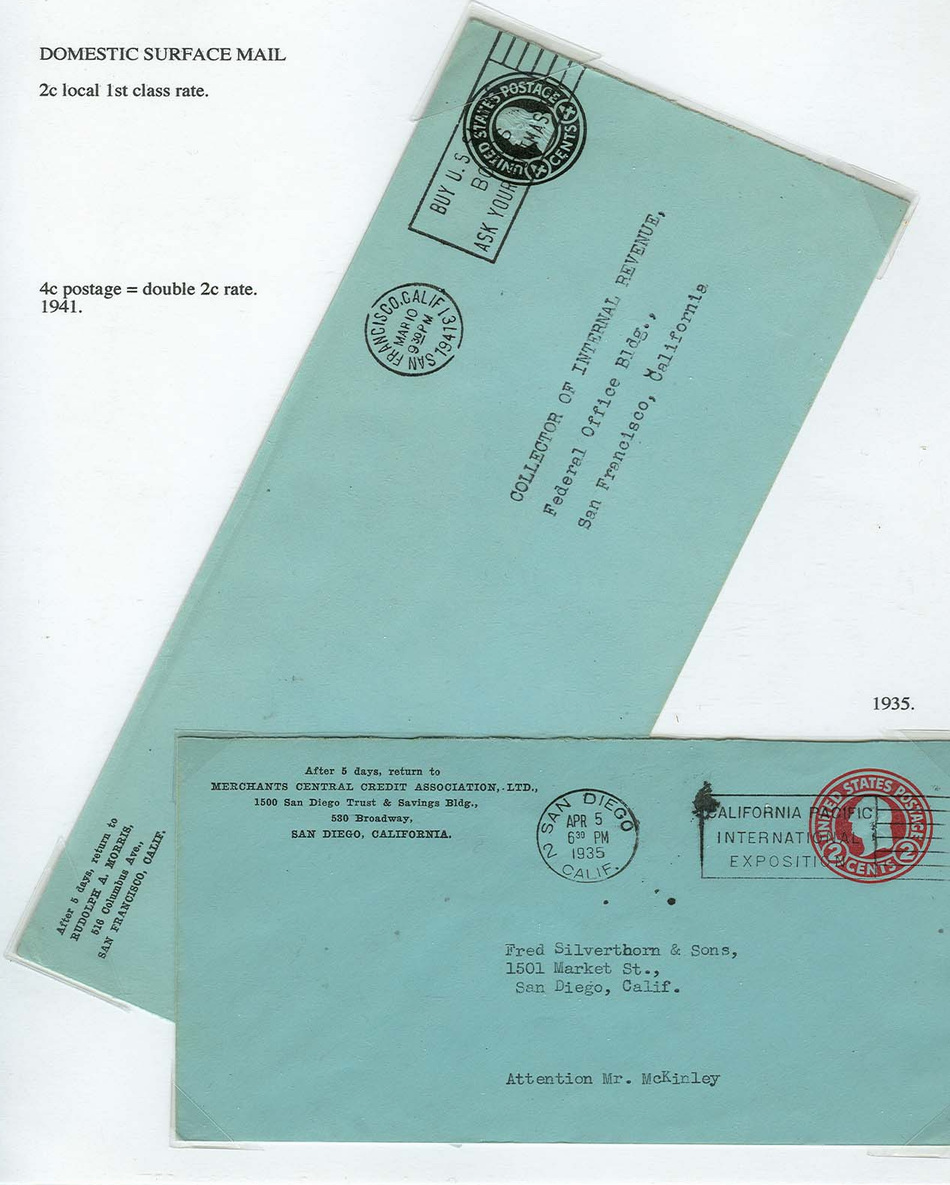 DOMESTIC SURFACE MAIL
2c local 1st class rate.
4c postage = double 2c rate.
1941.
UNITED STATES POSTAGE
4 CENTS 4
BUY U.S.
ASK YOUR
SAN FRANCISCO, CALIF.
MAR 10
9 30 PM
1941
COLLECTOR OF INTERNAL REVENUE,
Federal Office Bldg.,
San Francisco, California
After 5 days, return to
RUDOLPH A. MORRIS,
516 Columbus Ave.,
SAN FRANCISCO, CALIF.
1935.
After 5 days, return to
MERCHANTS CENTRAL CREDIT ASSOCIATION, LTD.,
1500 San Diego Trust & Savings Bldg.,
530 Broadway,
SAN DIEGO, CALIFORNIA.
SAN DIEGO
APR 5
6 30 PM
1935
2 CALIF.
CALIFORNIA PACIFIC
INTERNATIONAL
EXPOSITION
UNITED STATES POSTAGE
2 CENTS 2
Fred Silverthorn & Sons,
1501 Market St.,
San Diego, Calif.
Attention Mr. McKinley